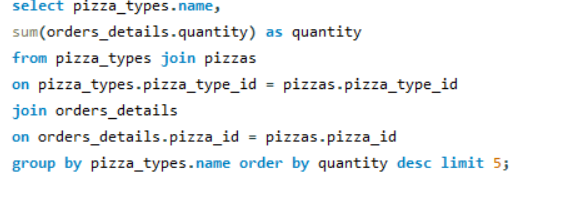 select pizza_types.name,
sum(orders_details.quantity) as quantity
from pizza_types join pizzas
on pizza_types.pizza_type_id = pizzas.pizza_type_id
join orders_details
on orders_details.pizza_id = pizzas.pizza_id
group by pizza_types.name order by quantity desc limit 5;